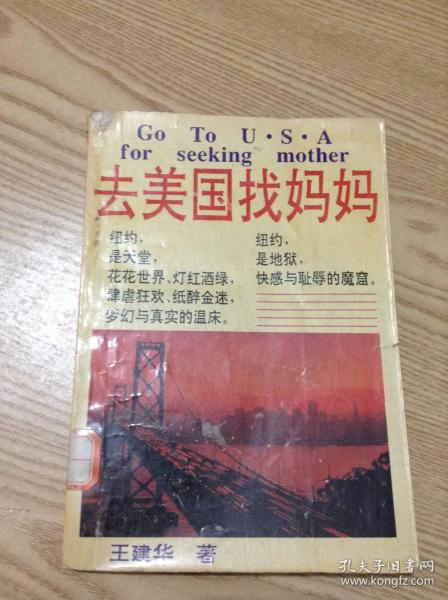 Go To U·S·A
for seeking mother
去美国找妈妈
纽约，
是天堂，
花花世界、灯红酒绿，
肆虐狂欢、纸醉金迷，
梦幻与真实的温床。
纽约，
是地狱，
快感与耻辱的魔窟。
王建华 著
孔夫子旧书网
www.kongfz.com